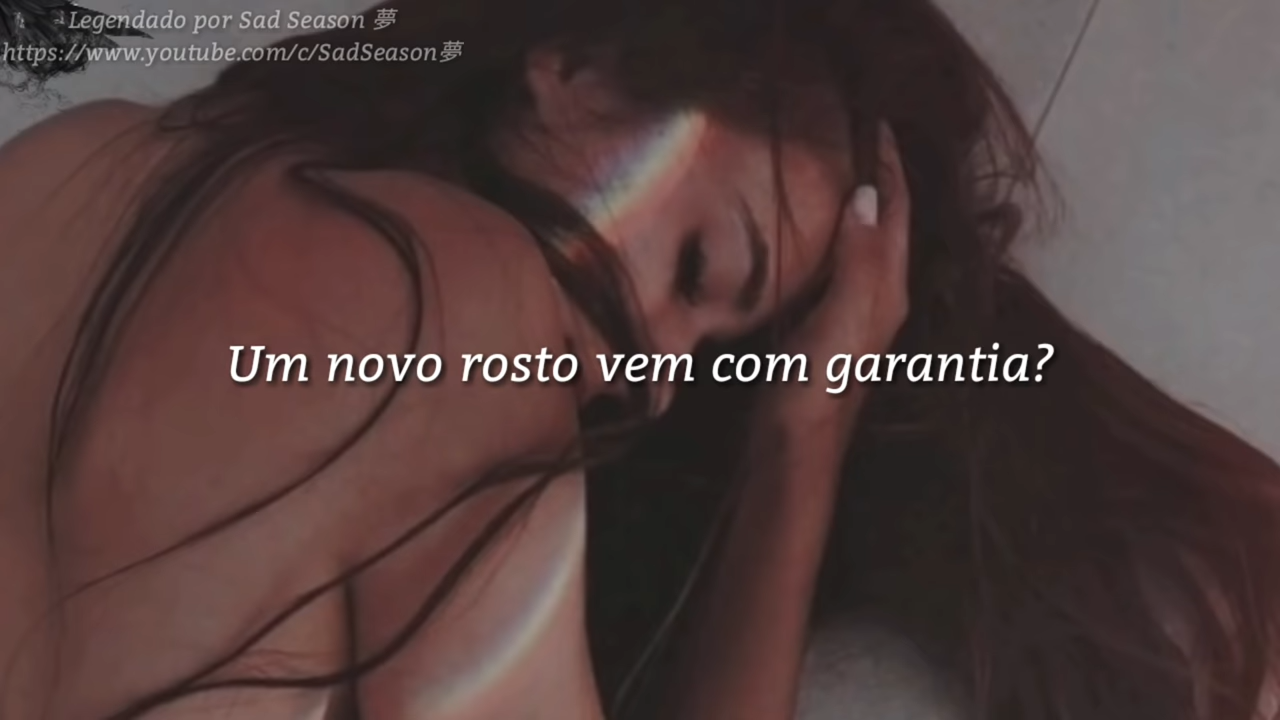 Legendado por Sad Season 夢
https://www.youtube.com/c/SadSeason夢
Um novo rosto vem com garantia?